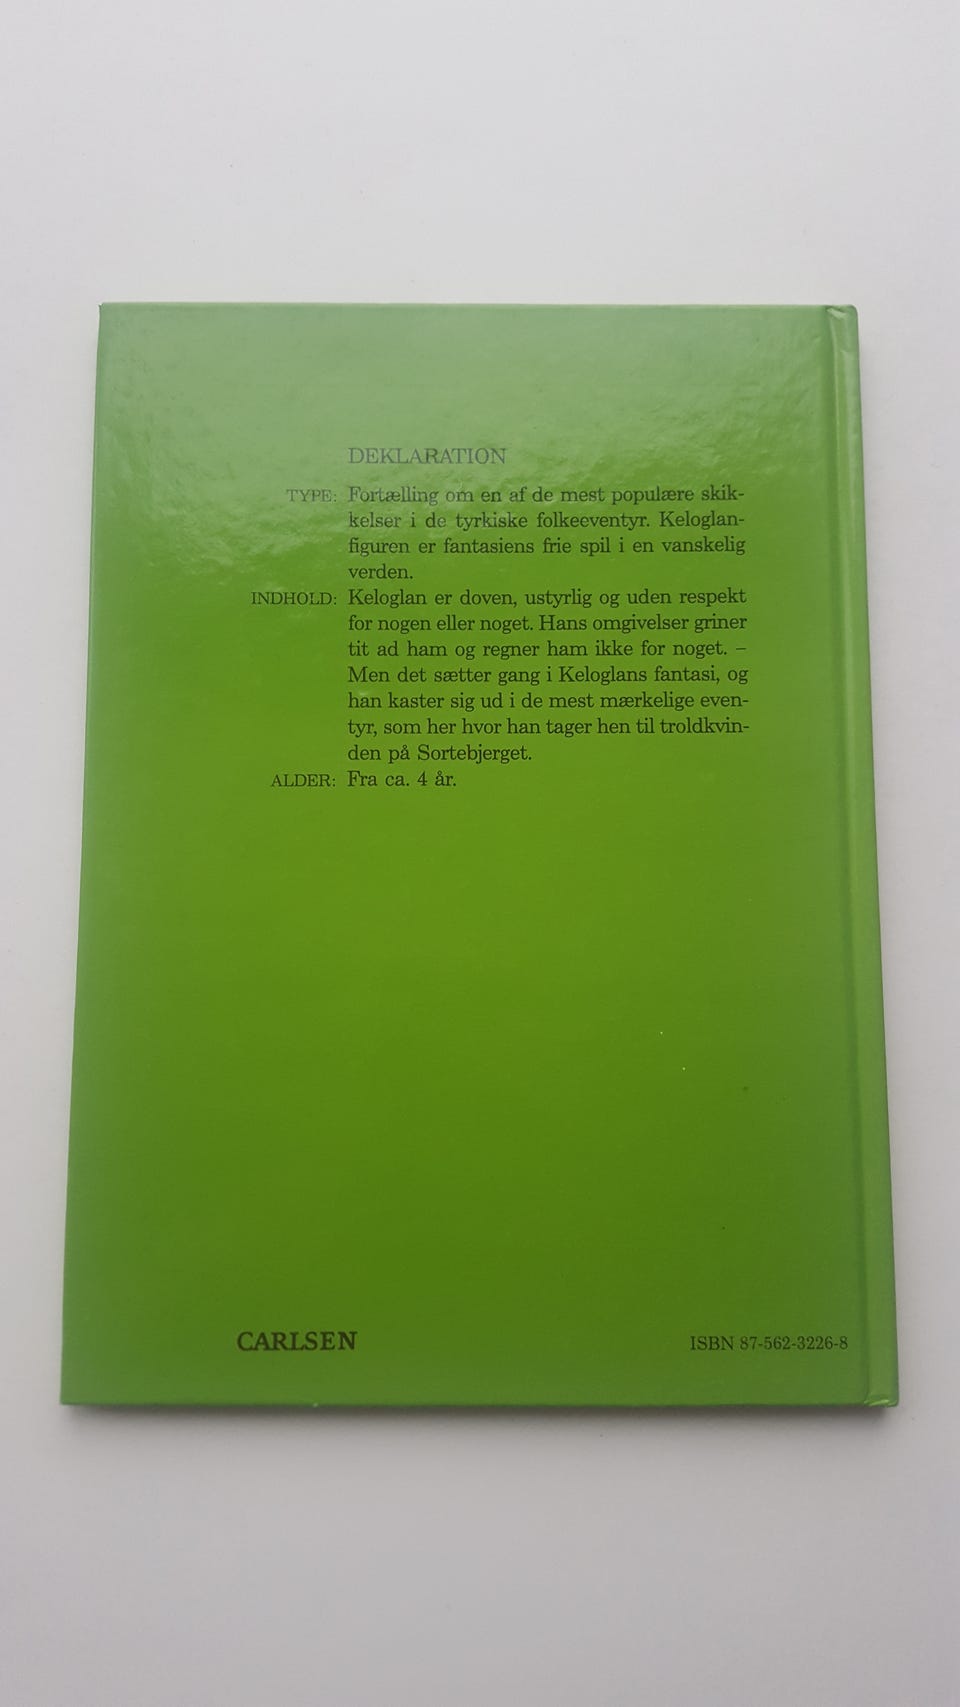 DEKLARATION
TYPE: Fortælling om en af de mest populære skik-
kelser i de tyrkiske folkeeventyr. Keloglan-
figuren er fantasiens frie spil i en vanskelig
verden.
INDHOLD: Keloglan er doven, ustyrlig og uden respekt
for nogen eller noget. Hans omgivelser griner
tit ad ham og regner ham ikke for noget. –
Men det sætter gang i Keloglans fantasi, og
han kaster sig ud i de mest mærkelige even-
tyr, som her hvor han tager hen til troldkvin-
den på Sortebjerget.
ALDER: Fra ca. 4 år.
CARLSEN
ISBN 87-562-3226-8